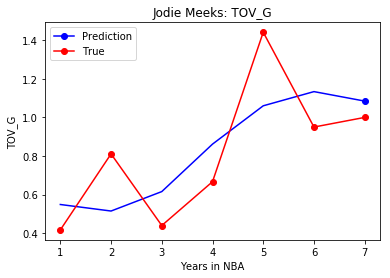 Jodie Meeks: TOV_G
Prediction
True
TOV_G
1.4
1.2
1.0
0.8
0.6
0.4
1 2 3 4 5 6 7
Years in NBA